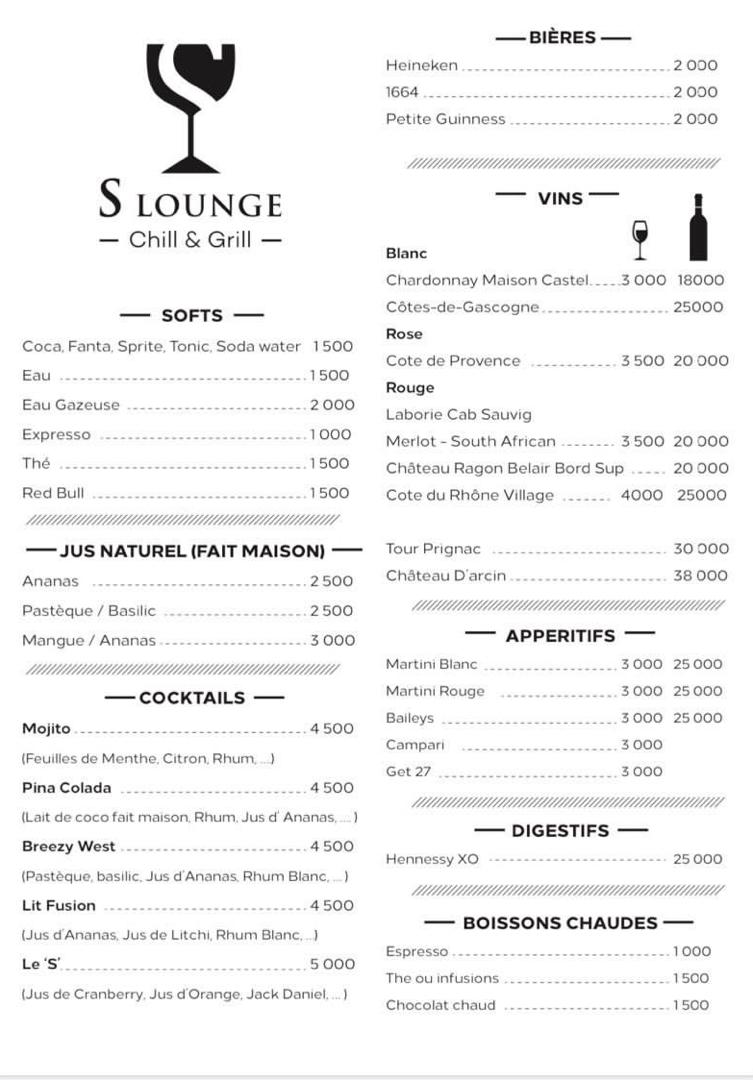 S LOUNGE
— Chill & Grill —
SOFTS
Coca, Fanta, Sprite, Tonic, Soda water 1 500
Eau 1 500
Eau Gazeuse 2 000
Expresso 1 000
Thé 1 500
Red Bull 1 500
JUS NATUREL (FAIT MAISON)
Ananas 2 500
Pastèque / Basilic 2 500
Mangue / Ananas 3 000
COCKTAILS
Mojito 4 500
(Feuilles de Menthe, Citron, Rhum, ...)
Pina Colada 4 500
(Lait de coco fait maison, Rhum, Jus d' Ananas, .... )
Breezy West 4 500
(Pastèque, basilic, Jus d'Ananas, Rhum Blanc, ... )
Lit Fusion 4 500
(Jus d'Ananas, Jus de Litchi, Rhum Blanc, ...)
Le 'S' 5 000
(Jus de Cranberry, Jus d'Orange, Jack Daniel, ... )
BIÈRES
Heineken 2 000
1664 2 000
Petite Guinness 2 000
VINS
Blanc
Chardonnay Maison Castel 3 000 18000
Côtes-de-Gascogne 25000
Rose
Cote de Provence 3 500 20 000
Rouge
Laborie Cab Sauvig
Merlot - South African 3 500 20 000
Château Ragon Belair Bord Sup 20 000
Cote du Rhône Village 4000 25000
Tour Prignac 30 000
Château D'arcin 38 000
APPERITIFS
Martini Blanc 3 000 25 000
Martini Rouge 3 000 25 000
Baileys 3 000 25 000
Campari 3 000
Get 27 3 000
DIGESTIFS
Hennessy XO 25 000
BOISSONS CHAUDES
Espresso 1 000
The ou infusions 1 500
Chocolat chaud 1 500